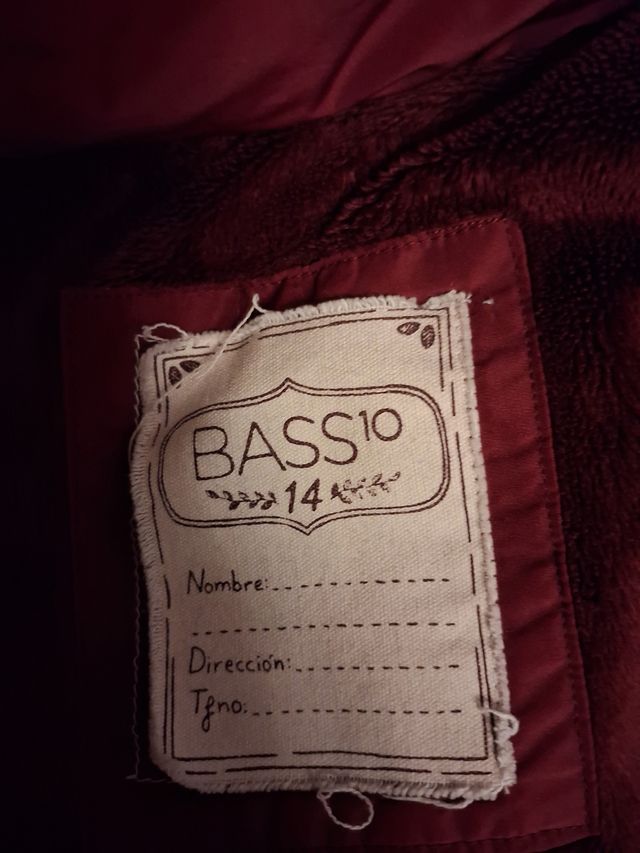 BASS10
14
Nombre:
Dirección:
Tfno: